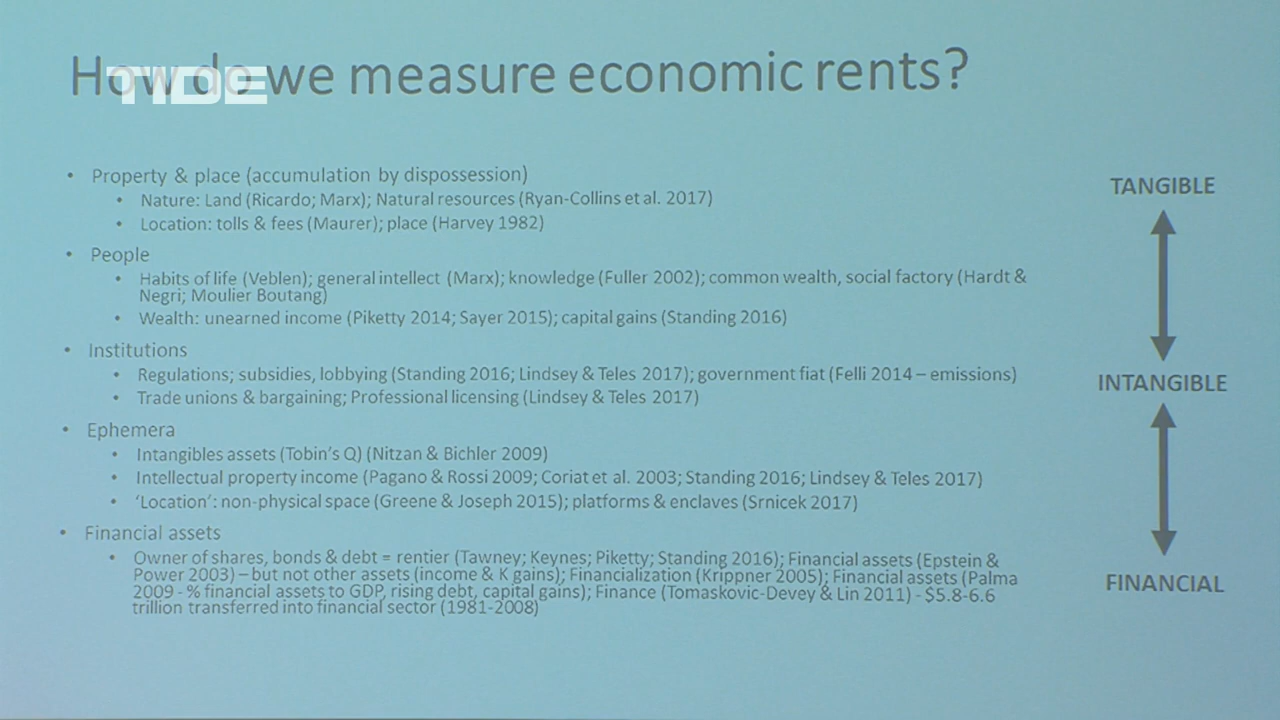 How do we measure economic rents?
TIDE
• Property & place (accumulation by dispossession)
• Nature: Land (Ricardo; Marx); Natural resources (Ryan-Collins et al. 2017)
• Location: tolls & fees (Maurer); place (Harvey 1982)
• People
• Habits of life (Veblen); general intellect (Marx); knowledge (Fuller 2002); common wealth, social factory (Hardt &
Negri; Moulier Boutang)
• Wealth: unearned income (Piketty 2014; Sayer 2015); capital gains (Standing 2016)
• Institutions
• Regulations; subsidies, lobbying (Standing 2016; Lindsey & Teles 2017); government fiat (Felli 2014 – emissions)
• Trade unions & bargaining; Professional licensing (Lindsey & Teles 2017)
• Ephemera
• Intangibles assets (Tobin's Q) (Nitzan & Bichler 2009)
• Intellectual property income (Pagano & Rossi 2009; Coriat et al. 2003; Standing 2016; Lindsey & Teles 2017)
• 'Location': non-physical space (Greene & Joseph 2015); platforms & enclaves (Srnicek 2017)
• Financial assets
• Owner of shares, bonds & debt = rentier (Tawney; Keynes; Piketty; Standing 2016); Financial assets (Epstein &
Power 2003) – but not other assets (income & K gains); Financialization (Krippner 2005); Financial assets (Palma
2009 - % financial assets to GDP, rising debt, capital gains); Finance (Tomaskovic-Devey & Lin 2011) - $5.8-6.6
trillion transferred into financial sector (1981-2008)
TANGIBLE
INTANGIBLE
FINANCIAL